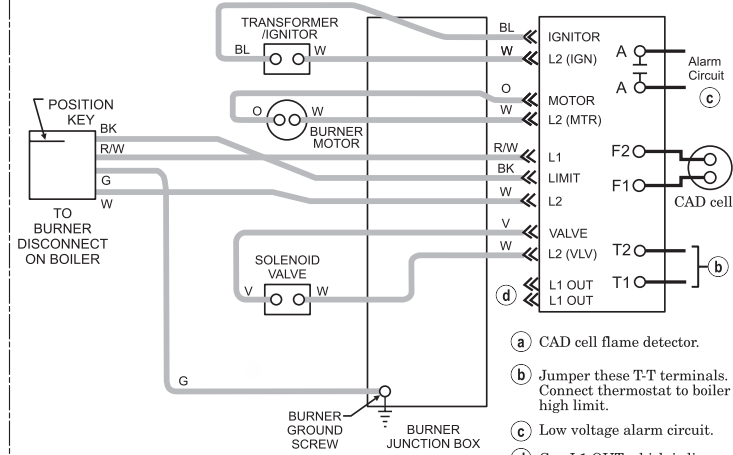 TRANSFORMER
/IGNITOR
BL
W
BL
IGNITOR
W
L2 (IGN)
A
A
Alarm
Circuit
c
O
W
BURNER
MOTOR
O
MOTOR
W
L2 (MTR)
POSITION
KEY
BK
R/W
G
W
TO
BURNER
DISCONNECT
ON BOILER
R/W
L1
BK
LIMIT
W
L2
F2
F1
CAD cell
V
VALVE
W
L2 (VLV)
SOLENOID
VALVE
V
W
T2
T1
b
d
L1 OUT
L1 OUT
G
BURNER
GROUND
SCREW
BURNER
JUNCTION BOX
a CAD cell flame detector.
b Jumper these T-T terminals.
Connect thermostat to boiler
high limit.
c Low voltage alarm circuit.